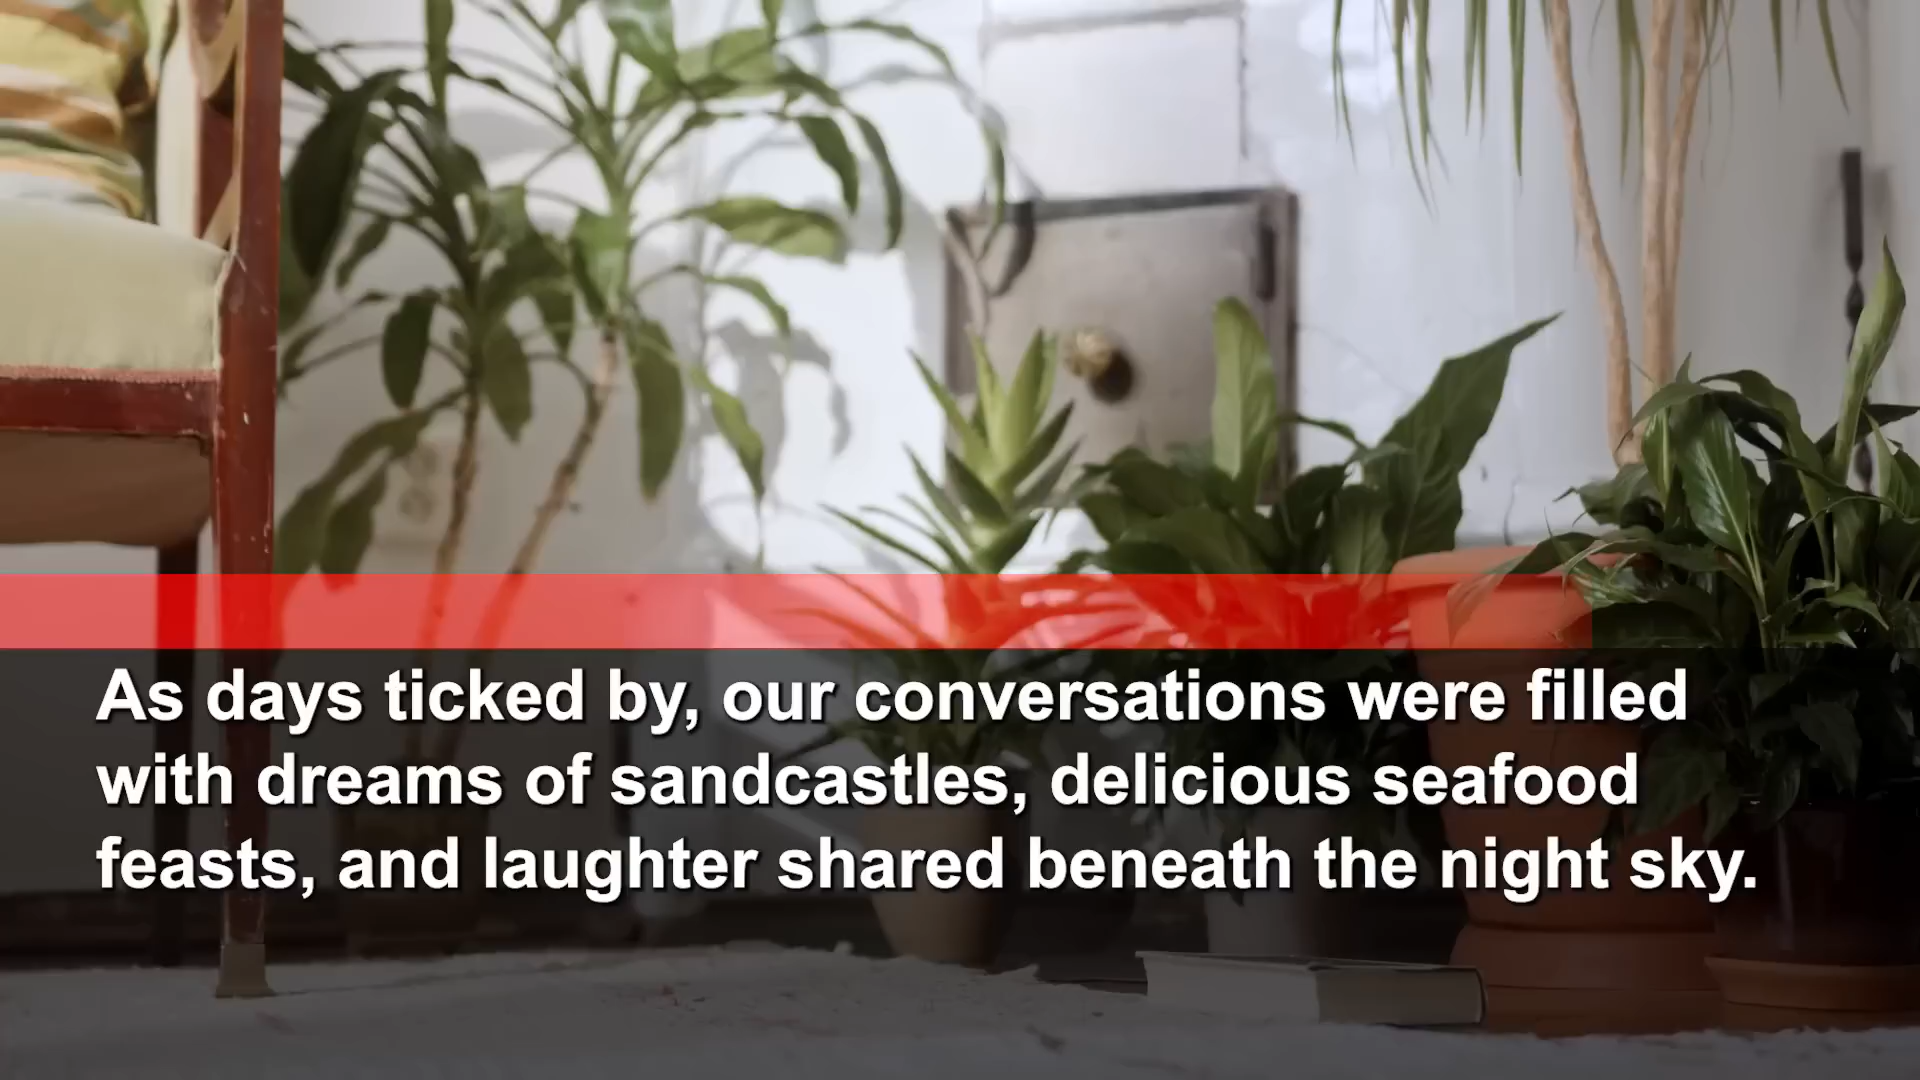 As days ticked by, our conversations were filled
with dreams of sandcastles, delicious seafood
feasts, and laughter shared beneath the night sky.